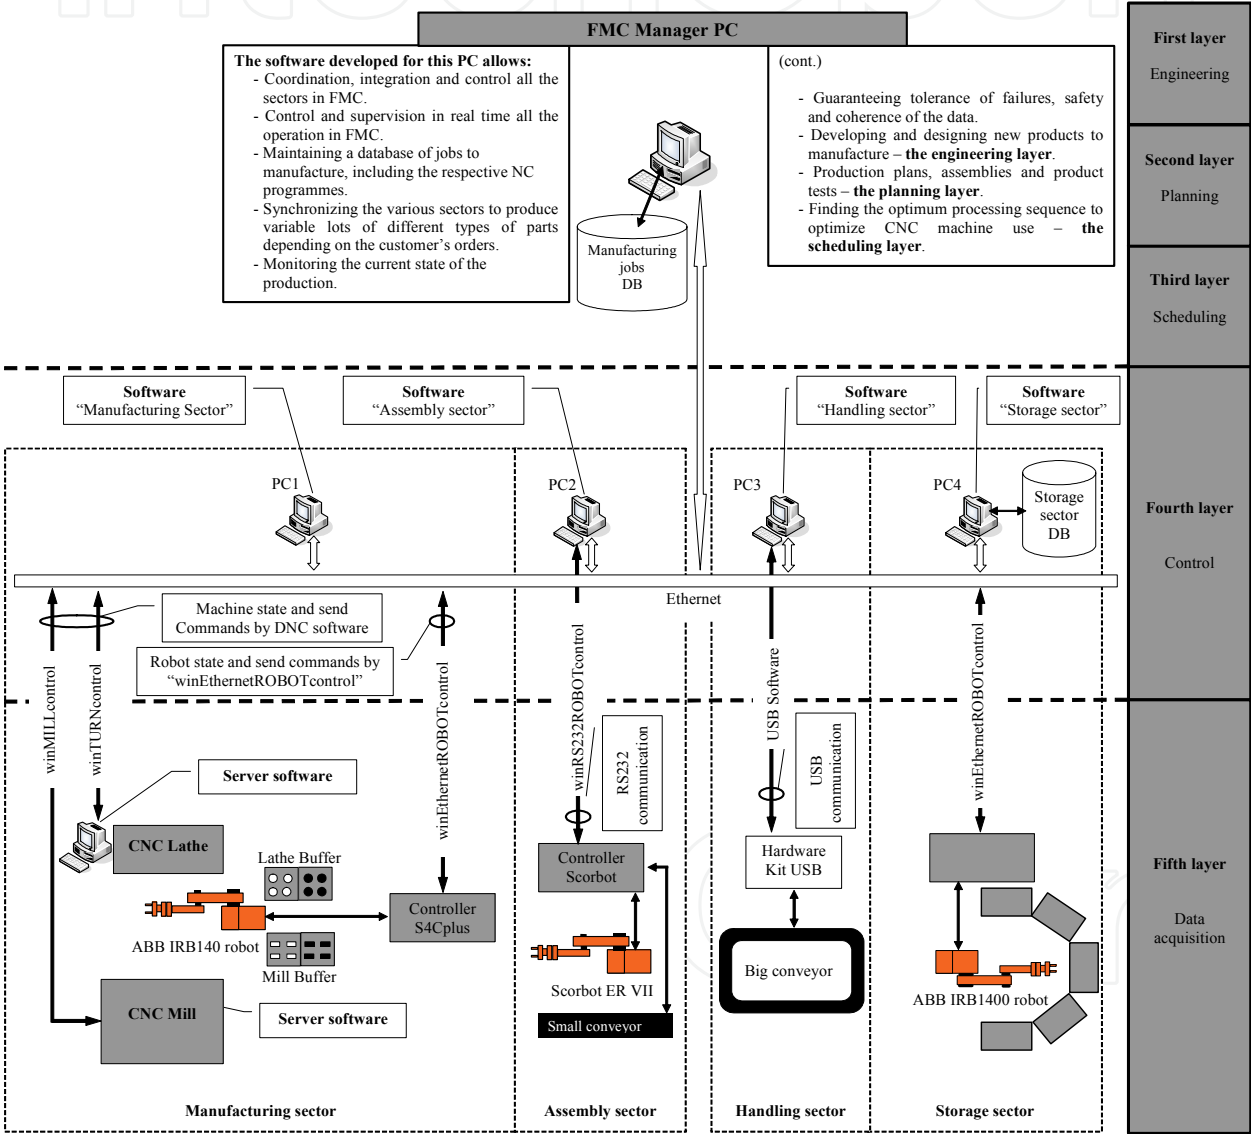 FMC Manager PC
The software developed for this PC allows:
- Coordination, integration and control all the
sectors in FMC.
- Control and supervision in real time all the
operation in FMC.
- Maintaining a database of jobs to
manufacture, including the respective NC
programmes.
- Synchronizing the various sectors to produce
variable lots of different types of parts
depending on the customer's orders.
- Monitoring the current state of the
production.
(cont.)
- Guaranteeing tolerance of failures, safety
and coherence of the data.
- Developing and designing new products to
manufacture – the engineering layer.
- Production plans, assemblies and product
tests – the planning layer.
- Finding the optimum processing sequence to
optimize CNC machine use – the
scheduling layer.
Manufacturing
jobs
DB
First layer
Engineering
Second layer
Planning
Third layer
Scheduling
Software
“Manufacturing Sector”
Software
“Assembly sector”
Software
“Handling sector”
Software
“Storage sector”
PC1
PC2
PC3
PC4
Storage
sector
DB
Fourth layer
Control
Ethernet
Machine state and send
Commands by DNC software
Robot state and send commands by
“winEthernetROBOTcontrol”
winMILLcontrol
winTURNcontrol
winEthernetROBOTcontrol
winRS232ROBOTcontrol
RS232
communication
USB Software
USB
communication
winEthernetROBOTcontrol
Server software
CNC Lathe
Lathe Buffer
ABB IRB140 robot
Mill Buffer
Controller
S4Cplus
CNC Mill
Server software
Controller
Scorbot
Scorbot ER VII
Small conveyor
Hardware
Kit USB
Big conveyor
ABB IRB1400 robot
Fifth layer
Data
acquisition
Manufacturing sector
Assembly sector
Handling sector
Storage sector